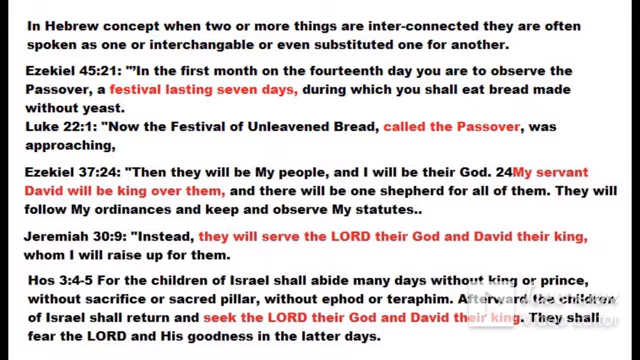 In Hebrew concept when two or more things are inter-connected they are often
spoken as one or interchangable or even substituted one for another.
Ezekiel 45:21: "'In the first month on the fourteenth day you are to observe the
Passover, a festival lasting seven days, during which you shall eat bread made
without yeast.
Luke 22:1: "Now the Festival of Unleavened Bread, called the Passover, was
approaching,
Ezekiel 37:24: "Then they will be My people, and I will be their God. 24My servant
David will be king over them, and there will be one shepherd for all of them. They will
follow My ordinances and keep and observe My statutes..
Jeremiah 30:9: "Instead, they will serve the LORD their God and David their king,
whom I will raise up for them.
Hos 3:4-5 For the children of Israel shall abide many days without king or prince,
without sacrifice or sacred pillar, without ephod or teraphim. Afterward the children
of Israel shall return and seek the LORD their God and David their king. They shall
fear the LORD and His goodness in the latter days.